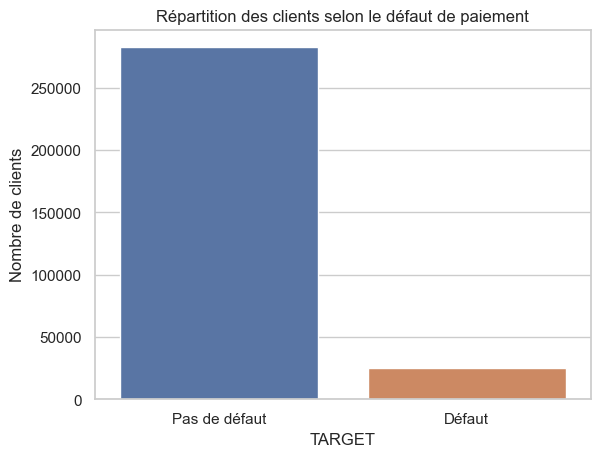 Répartition des clients selon le défaut de paiement
Nombre de clients
250000
200000
150000
100000
50000
0
Pas de défaut
Défaut
TARGET